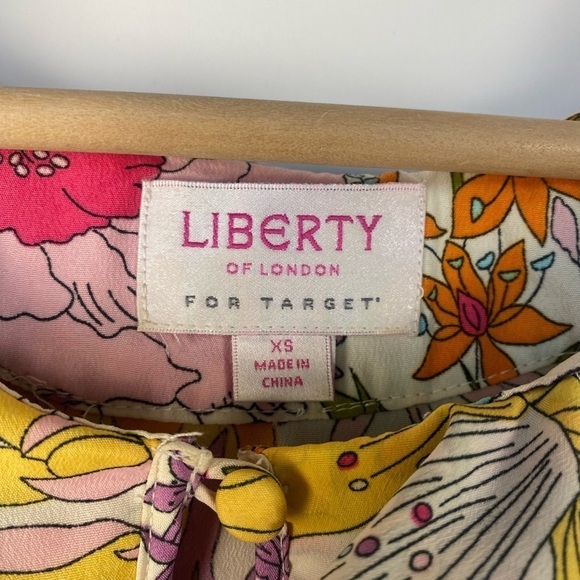 LIBERTY
OF LONDON
FOR TARGET
XS
MADE IN
CHINA